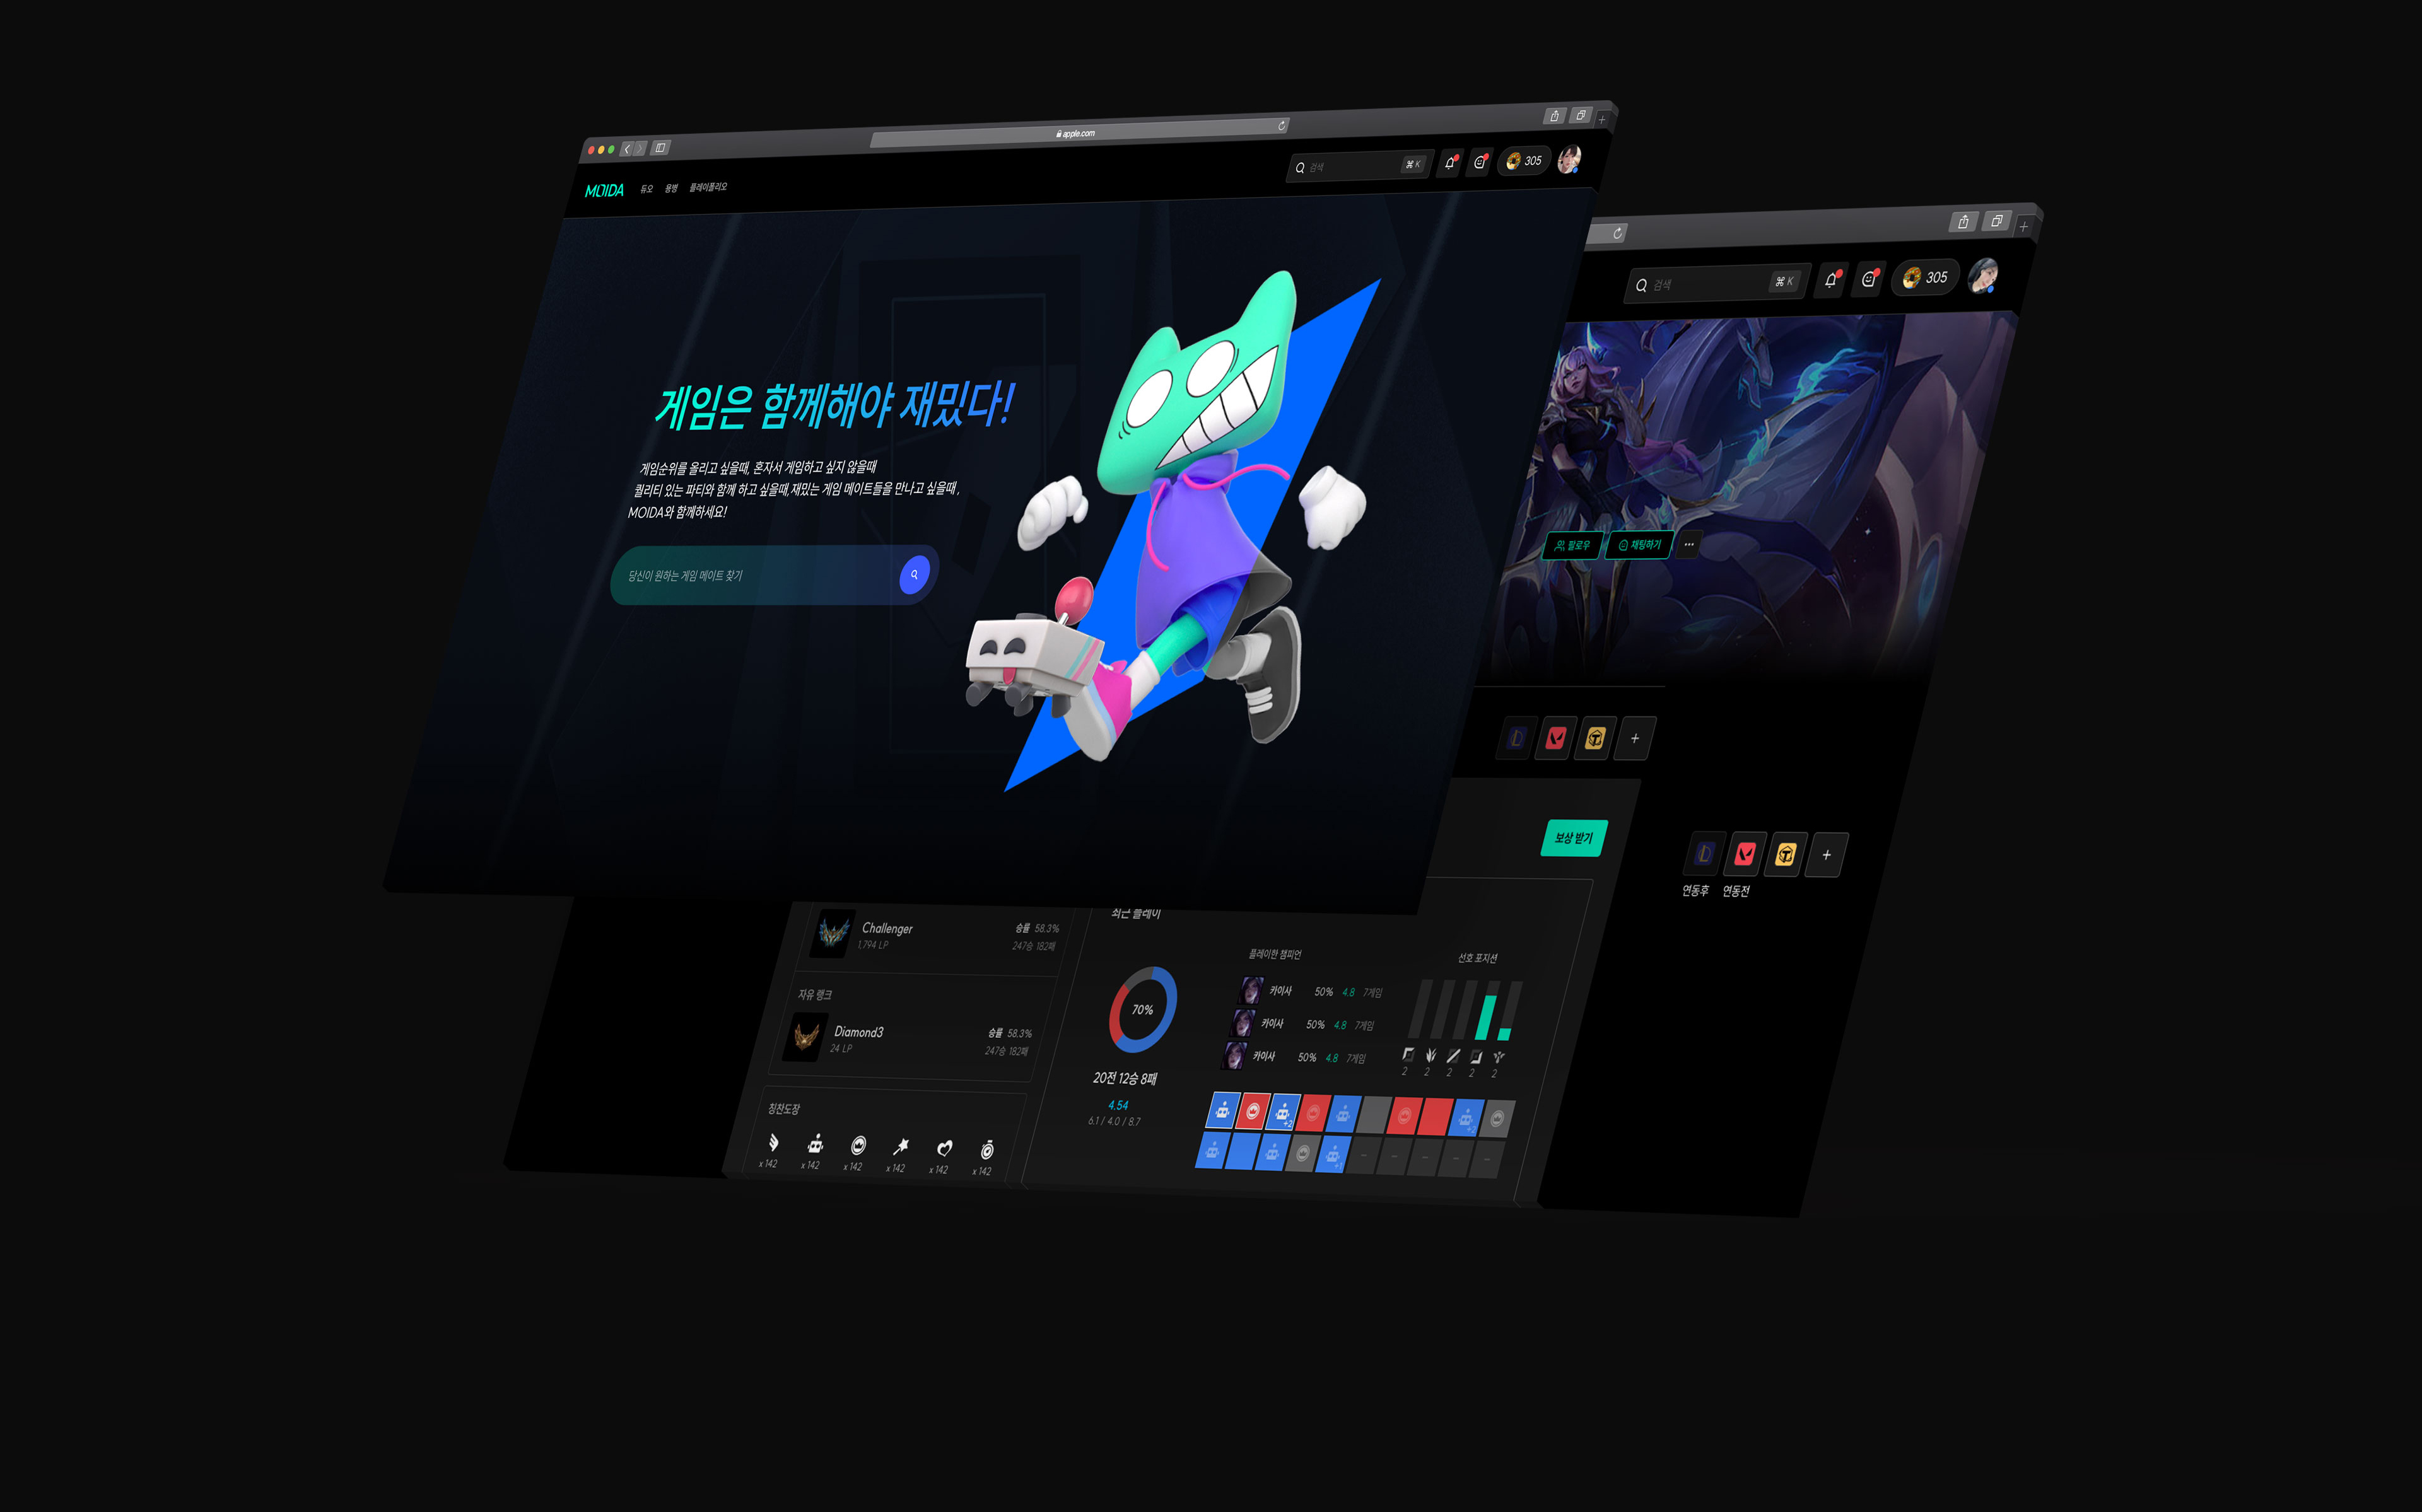 apple.com
MOIDA 듀오 용병 플레이폴리오
검색 ⌘ K 305
게임은 함께해야 재밌다!
게임순위를 올리고 싶을때, 혼자서 게임하고 싶지 않을때
퀄리티 있는 파티와 함께 하고 싶을때,재밌는 게임 메이트들을 만나고 싶을때,
MOIDA와 함께하세요!
당신이 원하는 게임 메이트 찾기
검색 ⌘ K 305
팔로우 채팅하기
보상 받기
연동후 연동전
Challenger 승률 58.3%
1,794 LP 247승 182패
자유 랭크
Diamond3 승률 58.3%
24 LP 247승 182패
칭찬도장
x 142 x 142 x 142 x 142 x 142 x 142
최근 플레이
70%
20전 12승 8패
4.54
6.1 / 4.0 / 8.7
플레이한 챔피언
카이사 50% 4.8 7게임
카이사 50% 4.8 7게임
카이사 50% 4.8 7게임
선호 포지션
2 2 2 2 2
+2 +2
+1 - - - - -